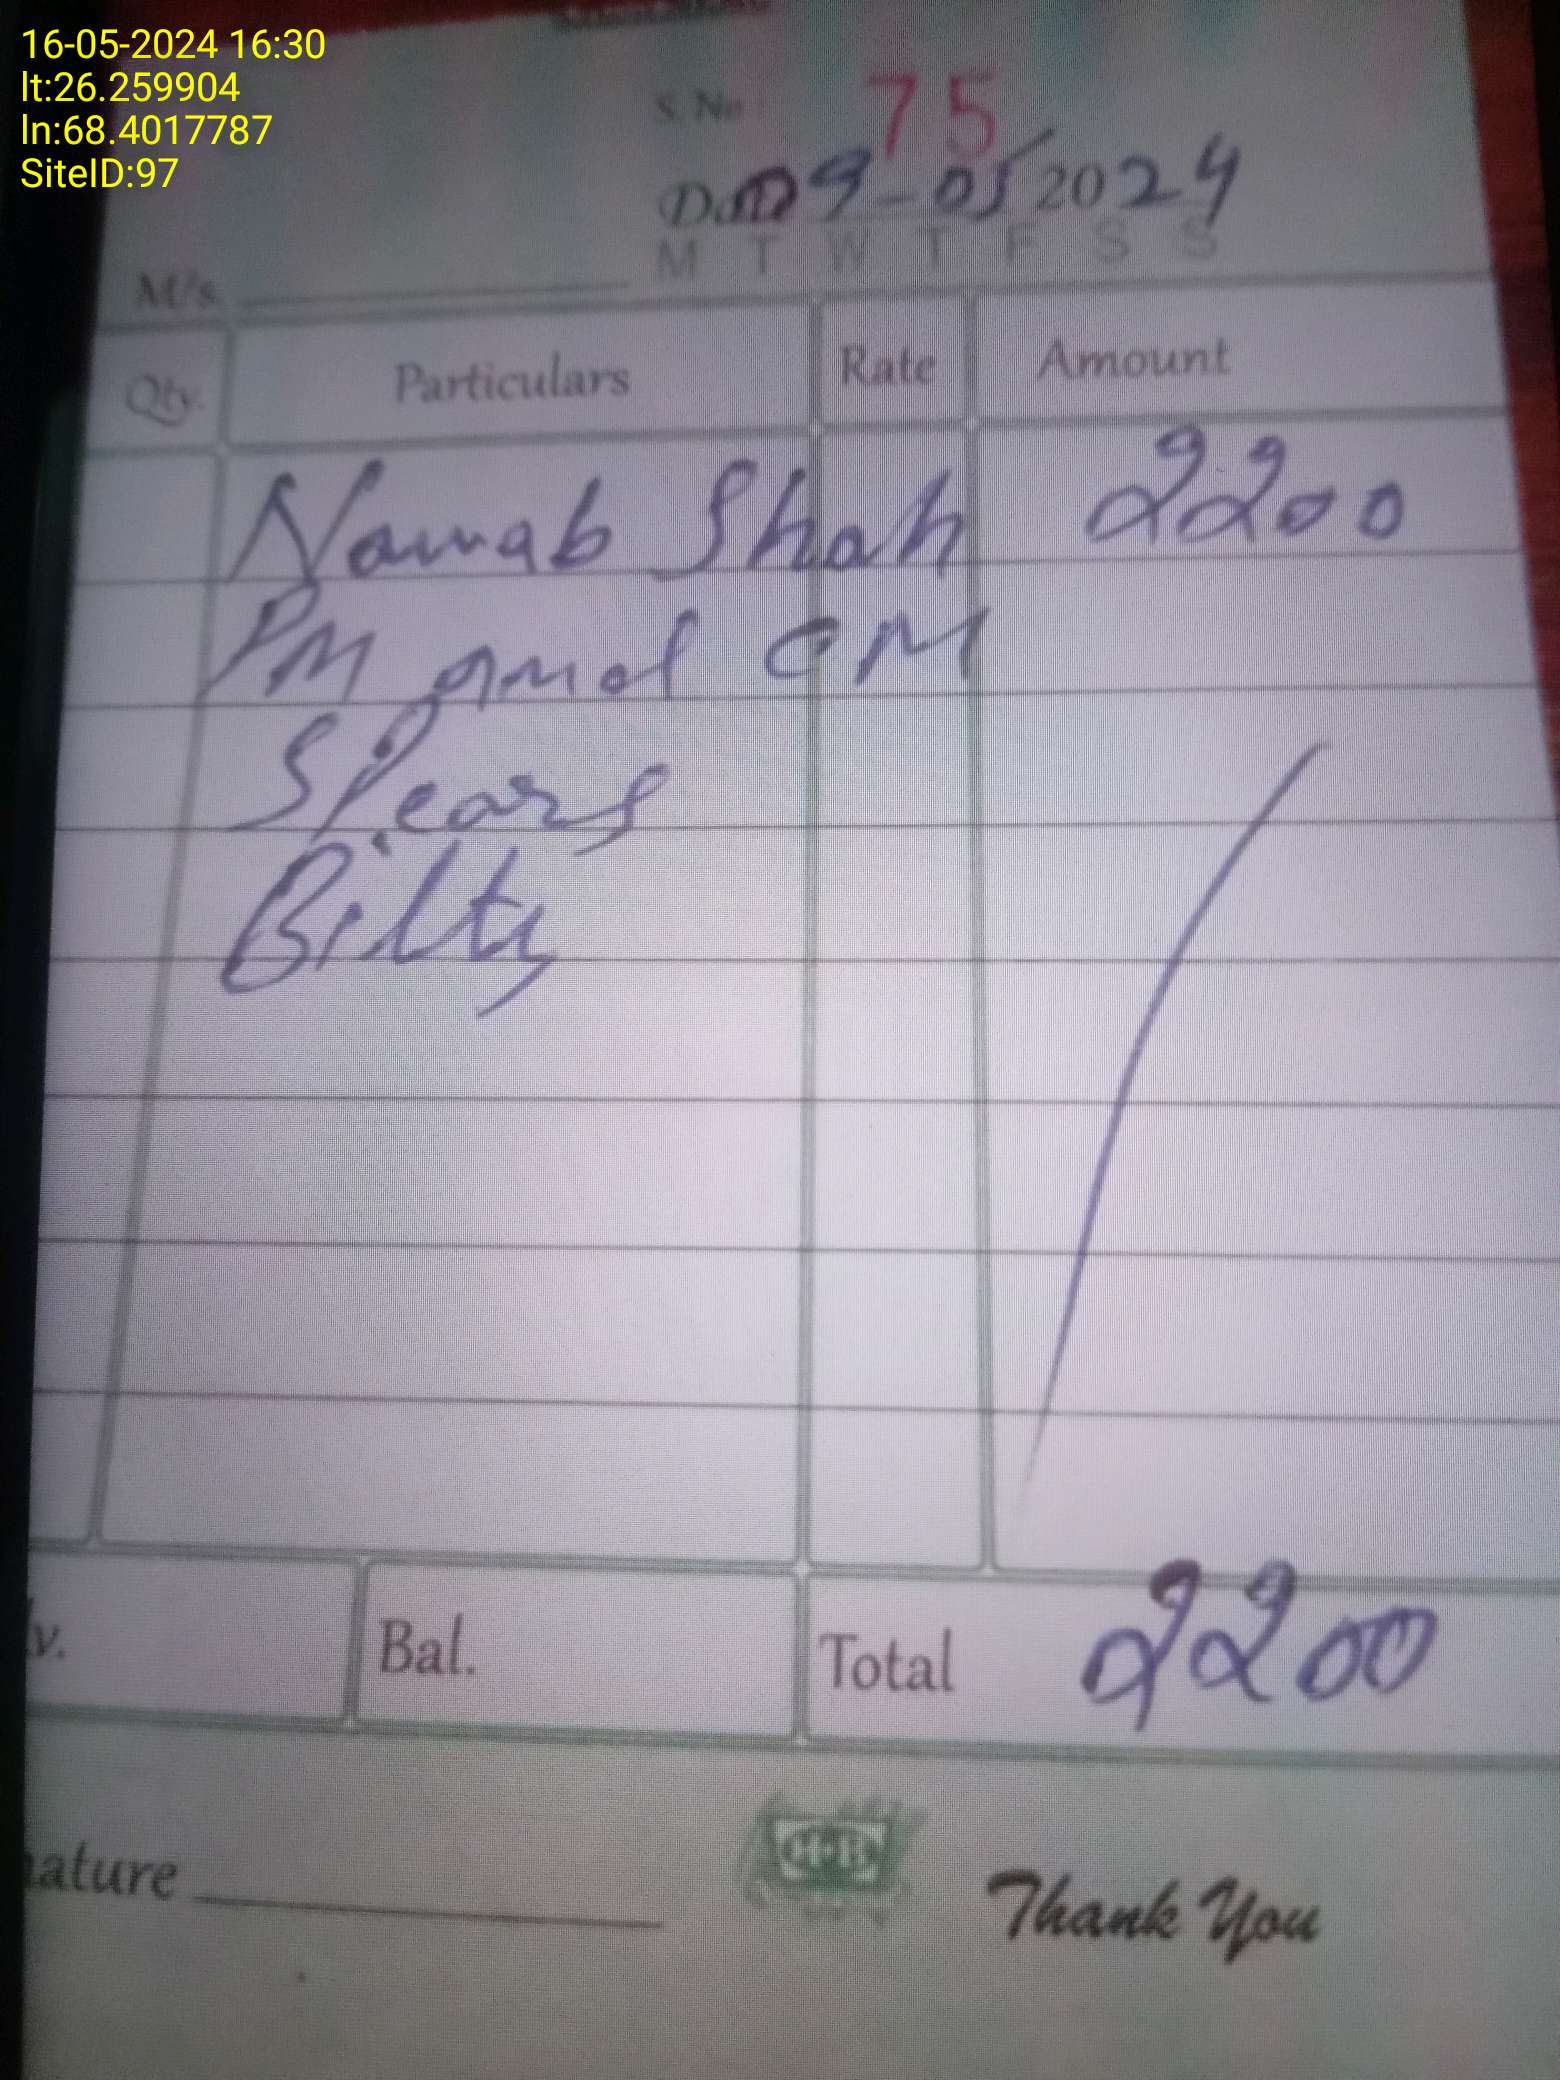 16-05-2024 16:30
lt:26.259904
ln:68.4017787
SiteID:97
S. No 75
Date 09-05 2024
M T W T F S S
M/s.
Qty. Particulars Rate Amount
Nawab Shah 2200
PM and CM
Spears
Bilty
v. Bal. Total 2200
nature
Thank You